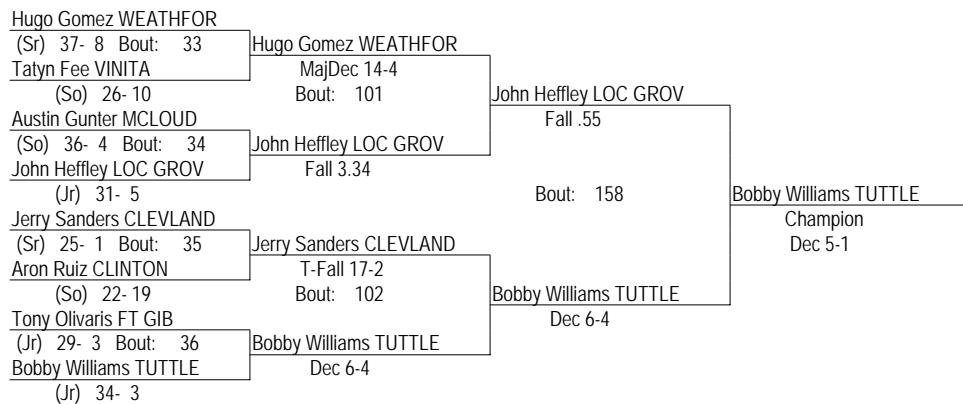 Hugo Gomez WEATHFOR
(Sr) 37- 8 Bout: 33
Tatyn Fee VINITA
(So) 26- 10
Austin Gunter MCLOUD
(So) 36- 4 Bout: 34
John Heffley LOC GROV
(Jr) 31- 5
Jerry Sanders CLEVLAND
(Sr) 25- 1 Bout: 35
Aron Ruiz CLINTON
(So) 22- 19
Tony Olivaris FT GIB
(Jr) 29- 3 Bout: 36
Bobby Williams TUTTLE
(Jr) 34- 3
Hugo Gomez WEATHFOR
MajDec 14-4
Bout: 101
John Heffley LOC GROV
Fall 3.34
Jerry Sanders CLEVLAND
T-Fall 17-2
Bout: 102
Bobby Williams TUTTLE
Dec 6-4
John Heffley LOC GROV
Fall .55
Bout: 158
Bobby Williams TUTTLE
Dec 6-4
Bobby Williams TUTTLE
Champion
Dec 5-1